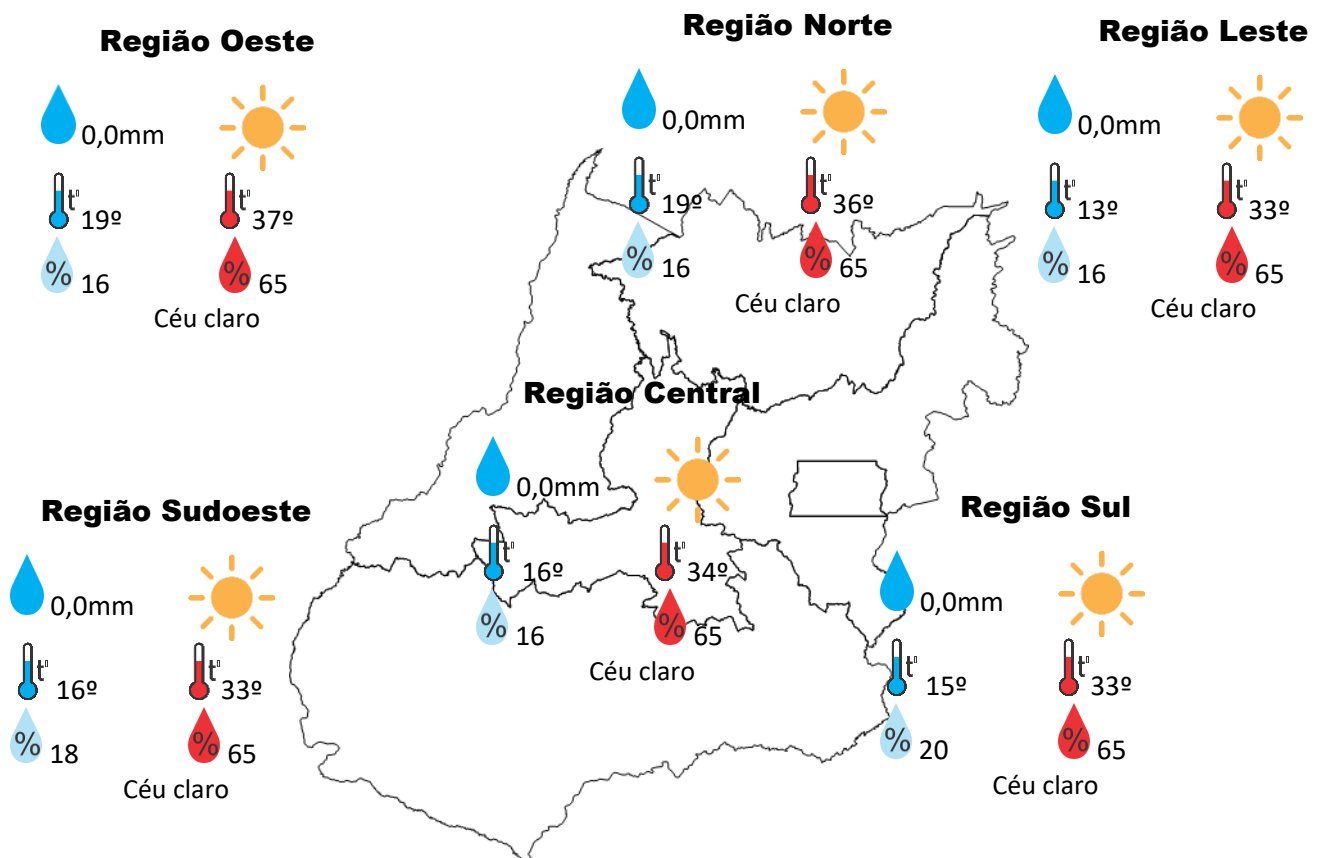 Região Oeste
0,0mm
t°
19º
37º
% 16
% 65
Céu claro
Região Norte
0,0mm
t°
19º
36º
% 16
% 65
Céu claro
Região Leste
0,0mm
t°
13º
t°
33º
% 16
% 65
Céu claro
Região Central
0,0mm
t°
16º
t°
34º
% 16
% 65
Céu claro
Região Sudoeste
0,0mm
t°
16º
t°
33º
% 18
% 65
Céu claro
Região Sul
0,0mm
t°
15º
t°
33º
% 20
% 65
Céu claro